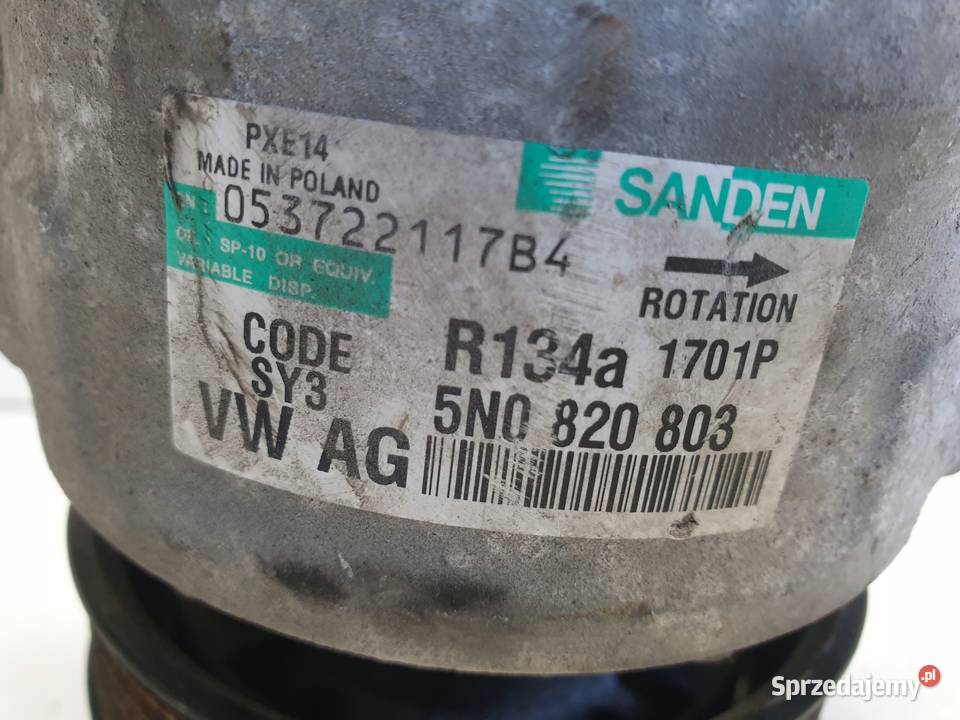 PXE14
MADE IN POLAND
SANDEN
053722117B4
SP-10 OR EQUIV.
VARIABLE DISP.
ROTATION
CODE R134a 1701P
SY3 5N0 820 803
VW AG
Sprzedajemy.pl